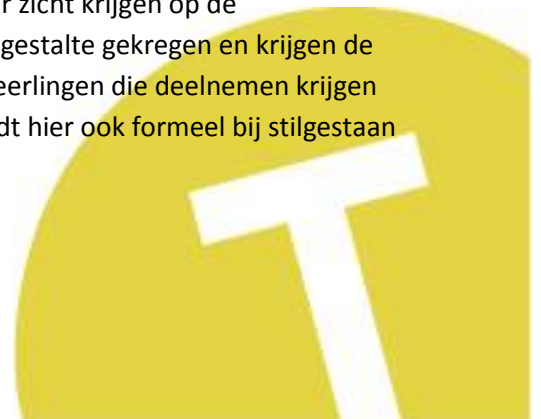 r zicht krijgen op de
gestalte gekregen en krijgen de
eerlingen die deelnemen krijgen
dt hier ook formeel bij stilgestaan
T